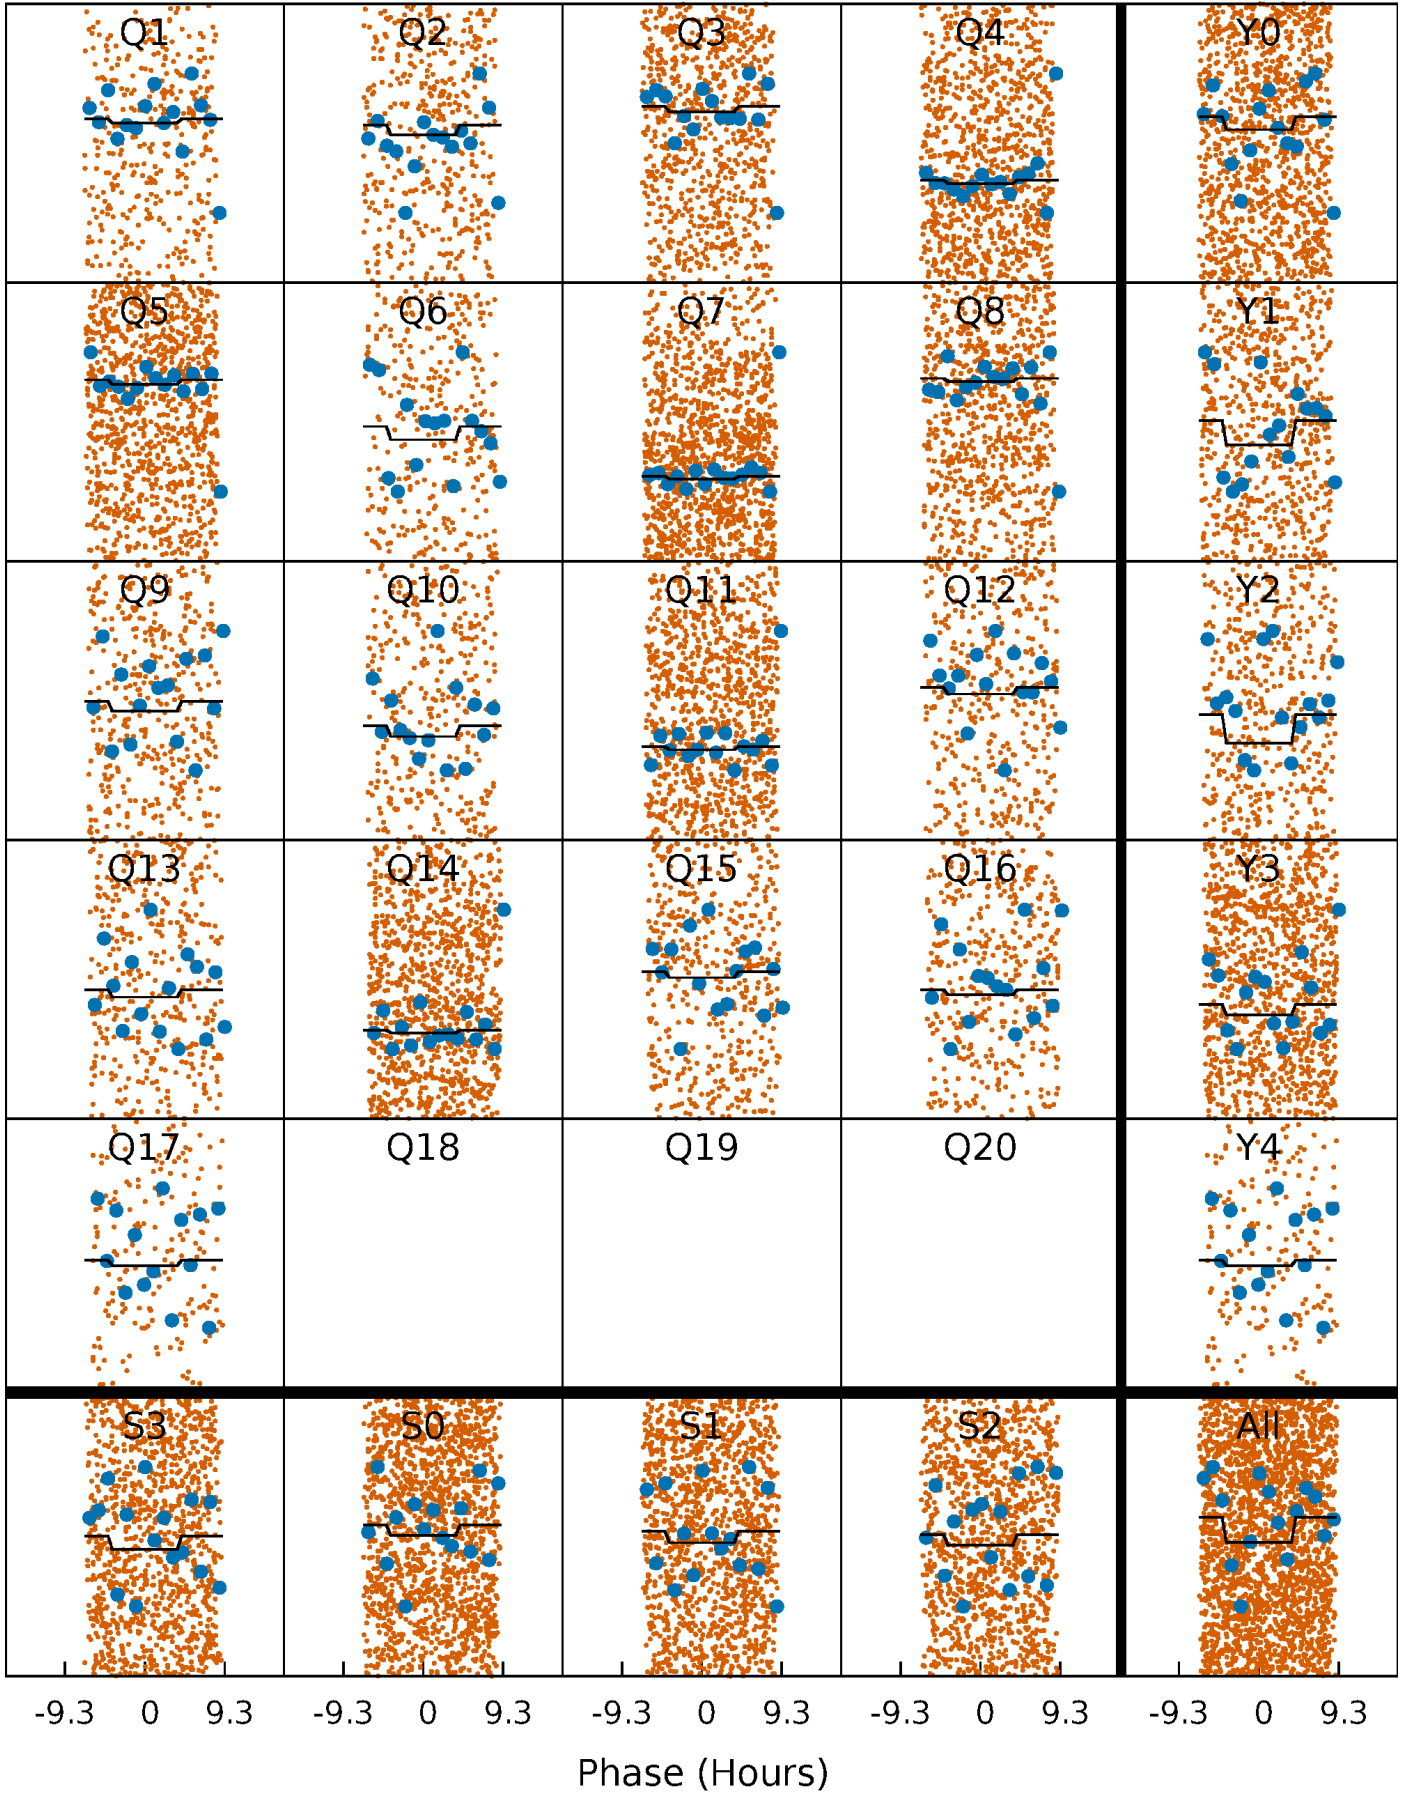 Q1 Q2 Q3 Q4 Y0
Q5 Q6 Q7 Q8 Y1
Q9 Q10 Q11 Q12 Y2
Q13 Q14 Q15 Q16 Y3
Q17 Q18 Q19 Q20 Y4
S3 S0 S1 S2 All
-9.3 0 9.3 -9.3 0 9.3 -9.3 0 9.3 -9.3 0 9.3 -9.3 0 9.3
Phase (Hours)